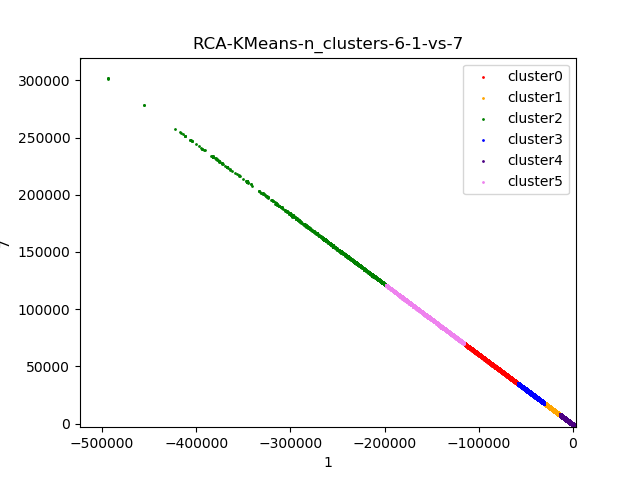 RCA-KMeans-n_clusters-6-1-vs-7
300000
250000
200000
150000
100000
50000
0
7
cluster0
cluster1
cluster2
cluster3
cluster4
cluster5
−500000 −400000 −300000 −200000 −100000 0
1